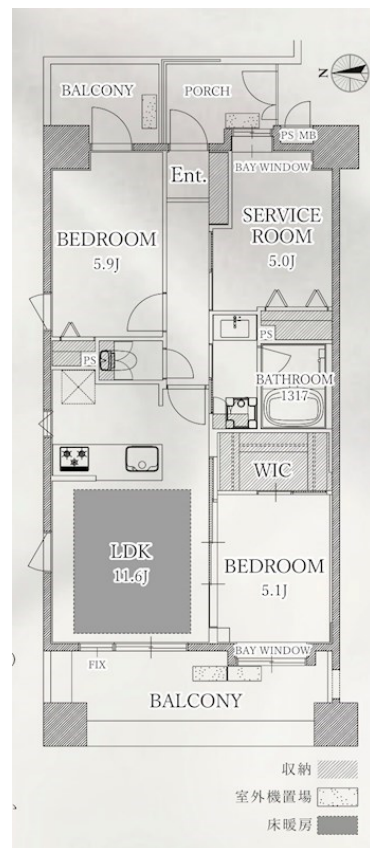 BALCONY
PORCH
N
PS MB
Ent.
BAY WINDOW
BEDROOM
5.9J
SERVICE
ROOM
5.0J
PS
PS
BATHROOM
1317
WIC
LDK
11.6J
BEDROOM
5.1J
FIX
BAY WINDOW
BALCONY
収納
室外機置場
床暖房